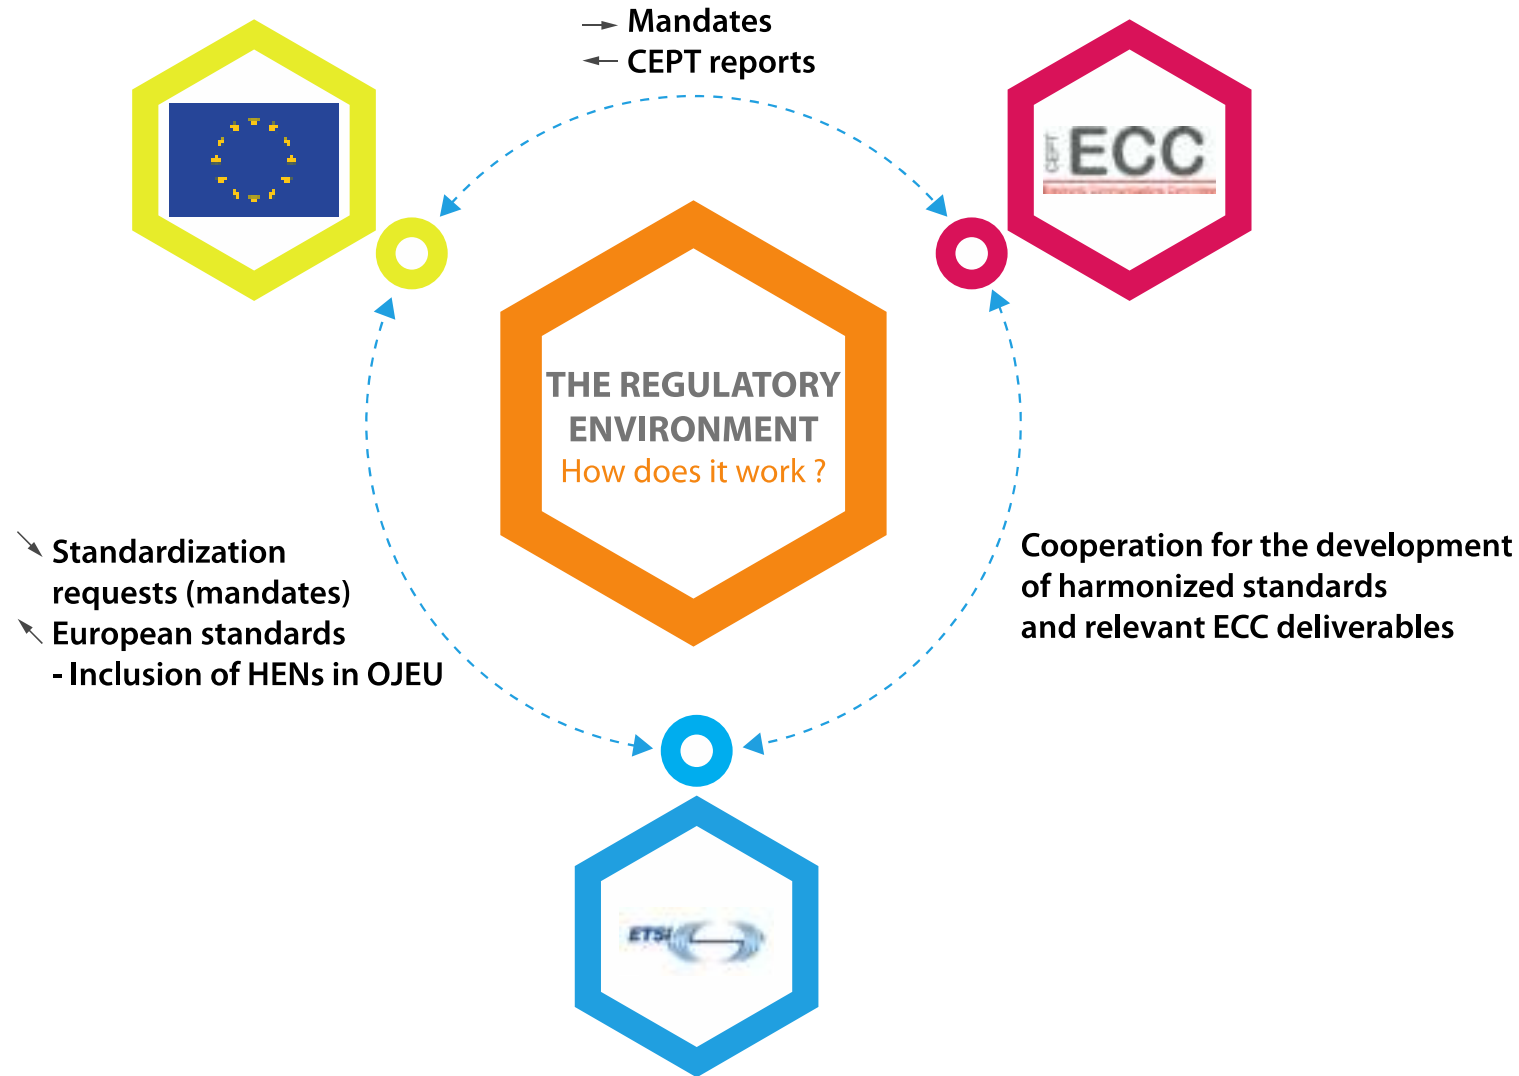 Mandates
CEPT reports
CEPT
ECC
THE REGULATORY
ENVIRONMENT
How does it work ?
Standardization
requests (mandates)
European standards
- Inclusion of HENs in OJEU
Cooperation for the development
of harmonized standards
and relevant ECC deliverables
ETSI